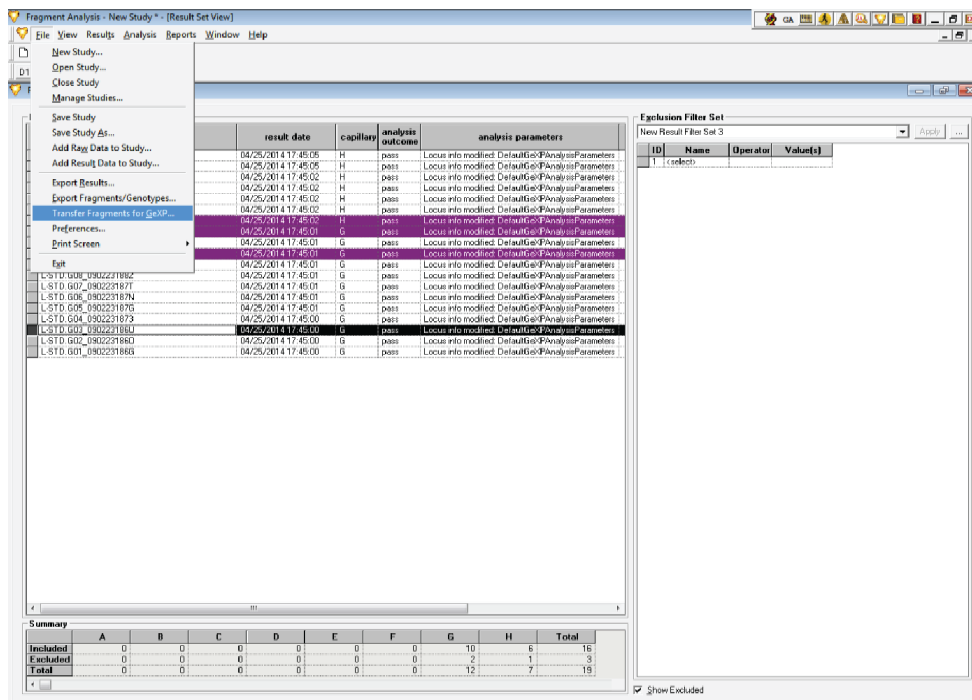 Fragment Analysis - New Study * - [Result Set View]
File View Results Analysis Reports Window Help
New Study...
Open Study...
Close Study
Manage Studies...
Save Study
Save Study As...
Add Raw Data to Study...
Add Result Data to Study...
Export Results...
Export Fragments/Genotypes...
Transfer Fragments for GeXP...
Preferences...
Print Screen
Exit
result date capillary analysis outcome analysis parameters
04/25/2014 17:45:05 H pass Locus info modified: DefaultGeXPAnalysisParameters
04/25/2014 17:45:05 H pass Locus info modified: DefaultGeXPAnalysisParameters
04/25/2014 17:45:02 H pass Locus info modified: DefaultGeXPAnalysisParameters
04/25/2014 17:45:02 H pass Locus info modified: DefaultGeXPAnalysisParameters
04/25/2014 17:45:02 H pass Locus info modified: DefaultGeXPAnalysisParameters
04/25/2014 17:45:02 H pass Locus info modified: DefaultGeXPAnalysisParameters
04/25/2014 17:45:02 H pass Locus info modified: DefaultGeXPAnalysisParameters
04/25/2014 17:45:01 G pass Locus info modified: DefaultGeXPAnalysisParameters
04/25/2014 17:45:01 G pass Locus info modified: DefaultGeXPAnalysisParameters
04/25/2014 17:45:01 G pass Locus info modified: DefaultGeXPAnalysisParameters
04/25/2014 17:45:01 G pass Locus info modified: DefaultGeXPAnalysisParameters
L-STD.G08_090223188Z 04/25/2014 17:45:01 G pass Locus info modified: DefaultGeXPAnalysisParameters
L-STD.G07_090223187T 04/25/2014 17:45:01 G pass Locus info modified: DefaultGeXPAnalysisParameters
L-STD.G06_090223187N 04/25/2014 17:45:01 G pass Locus info modified: DefaultGeXPAnalysisParameters
L-STD.G05_090223187G 04/25/2014 17:45:01 G pass Locus info modified: DefaultGeXPAnalysisParameters
L-STD.G04_0902231873 04/25/2014 17:45:00 G pass Locus info modified: DefaultGeXPAnalysisParameters
L-STD.G03_090223186U 04/25/2014 17:45:00 G pass Locus info modified: DefaultGeXPAnalysisParameters
L-STD.G02_090223186O 04/25/2014 17:45:00 G pass Locus info modified: DefaultGeXPAnalysisParameters
L-STD.G01_090223186G 04/25/2014 17:45:00 G pass Locus info modified: DefaultGeXPAnalysisParameters
Exclusion Filter Set
New Result Filter Set 3 Apply ...
ID Name Operator Value(s)
1 <select>
Summary
A B C D E F G H Total
Included 0 0 0 0 0 0 10 6 16
Excluded 0 0 0 0 0 0 2 1 3
Total 0 0 0 0 0 0 12 7 19
Show Excluded